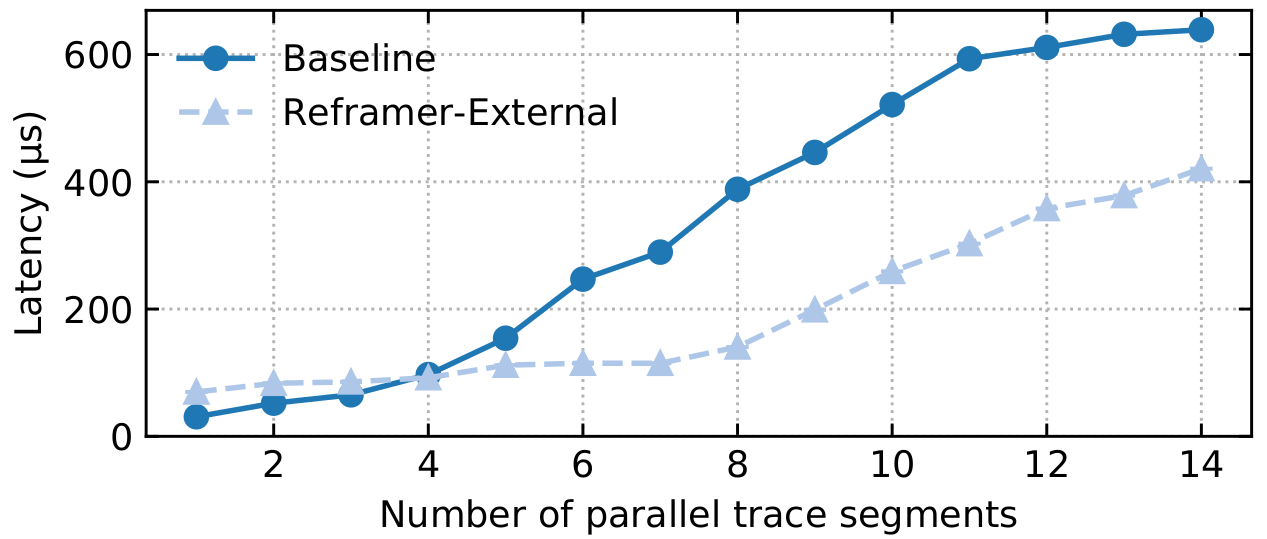 Baseline
Reframer-External
Latency (µs)
600
400
200
0
2 4 6 8 10 12 14
Number of parallel trace segments